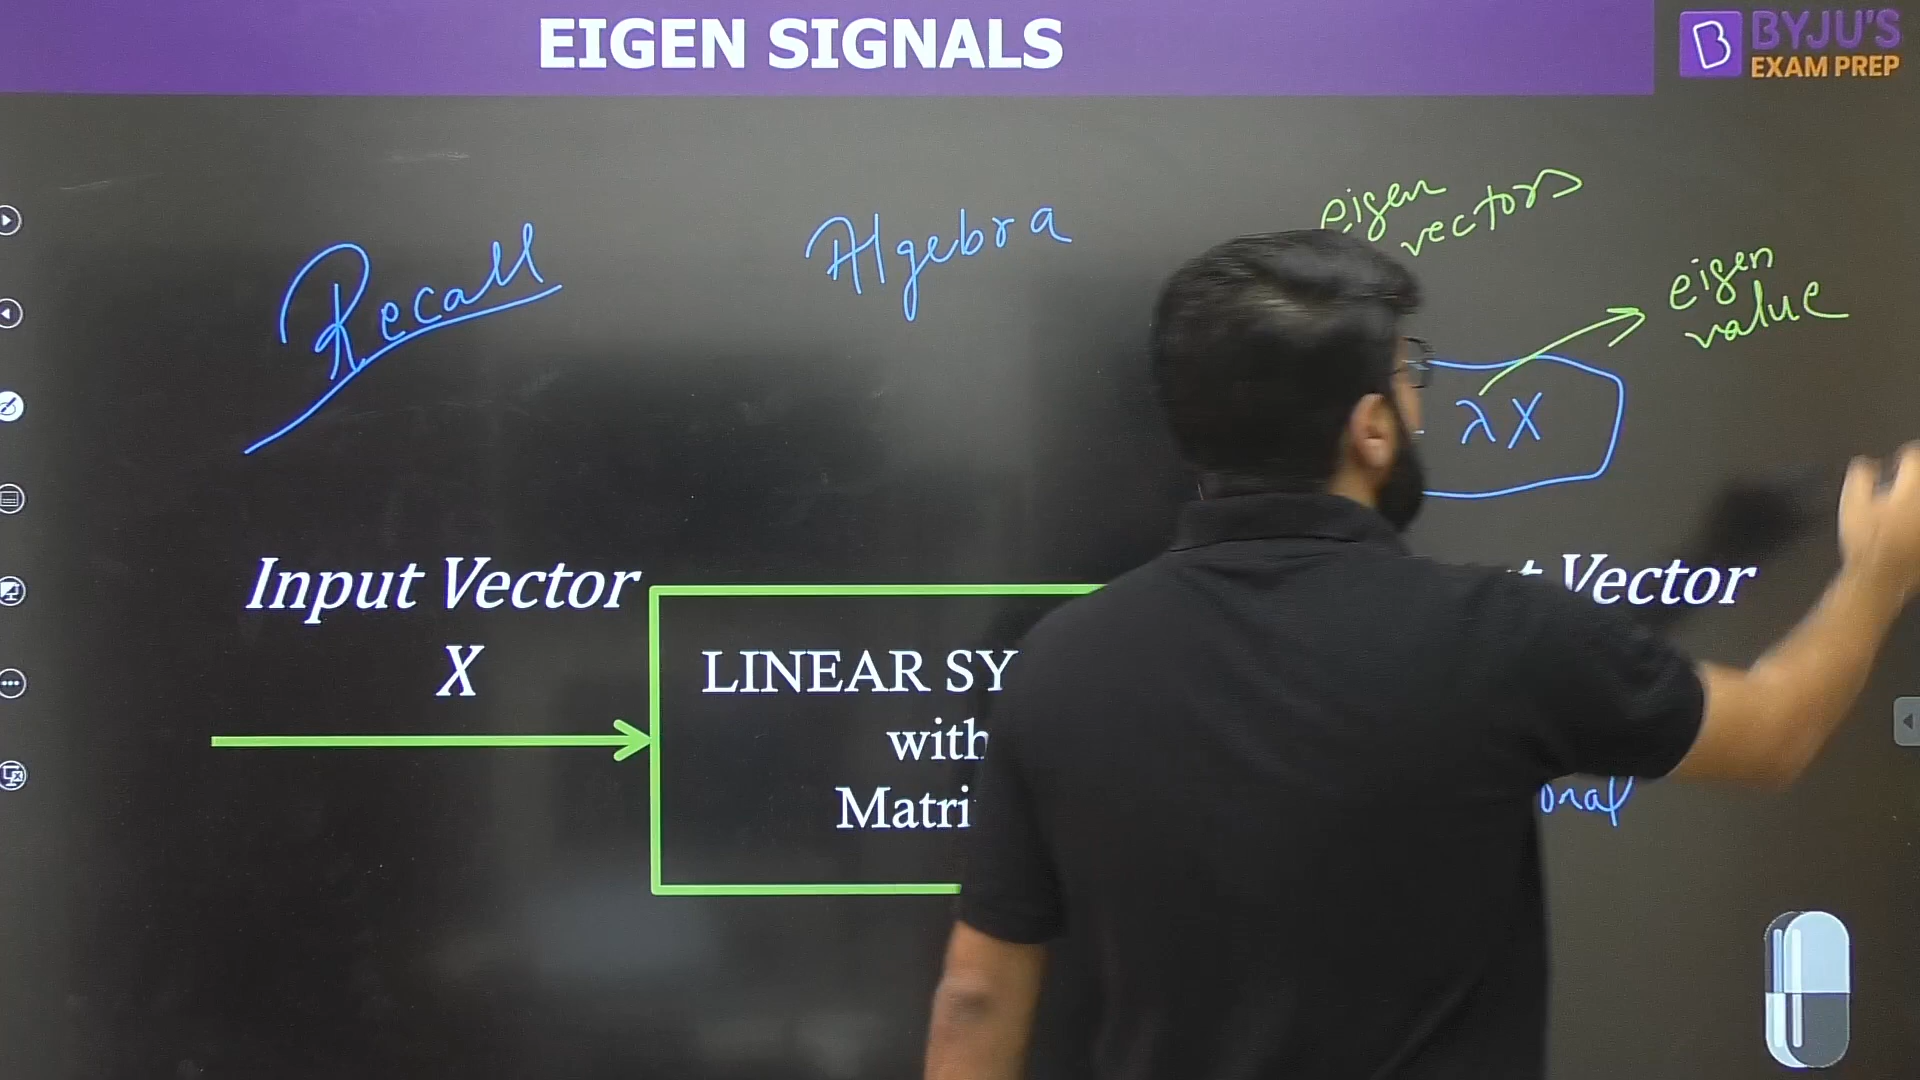 EIGEN SIGNALS
BYJU'S
EXAM PREP
Recall
Algebra
eigen
vectors
eigen
value
λX
Input Vector
X
Vector
LINEAR SY
with
Matri
onal